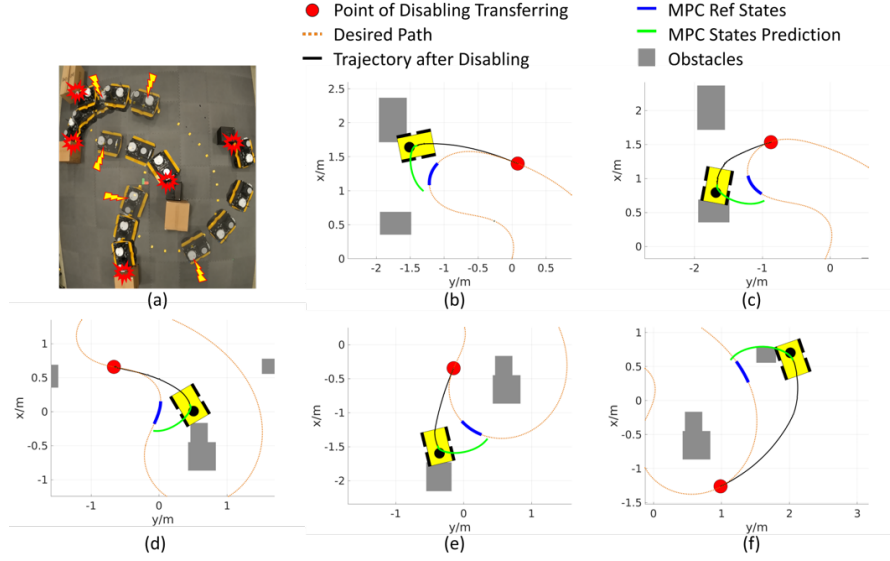 Point of Disabling Transferring
Desired Path
Trajectory after Disabling
MPC Ref States
MPC States Prediction
Obstacles
(a)
2.5
2
1.5
1
0.5
0
x/m
-2 -1.5 -1 -0.5 0 0.5
y/m
(b)
2
1.5
1
0.5
0
x/m
-2 -1 0
y/m
(c)
1
0.5
0
-0.5
-1
x/m
-1 0 1
y/m
(d)
0.5
0
-0.5
-1
-1.5
-2
x/m
-1 0 1
y/m
(e)
1
0.5
0
-0.5
-1
-1.5
x/m
0 1 2 3
y/m
(f)